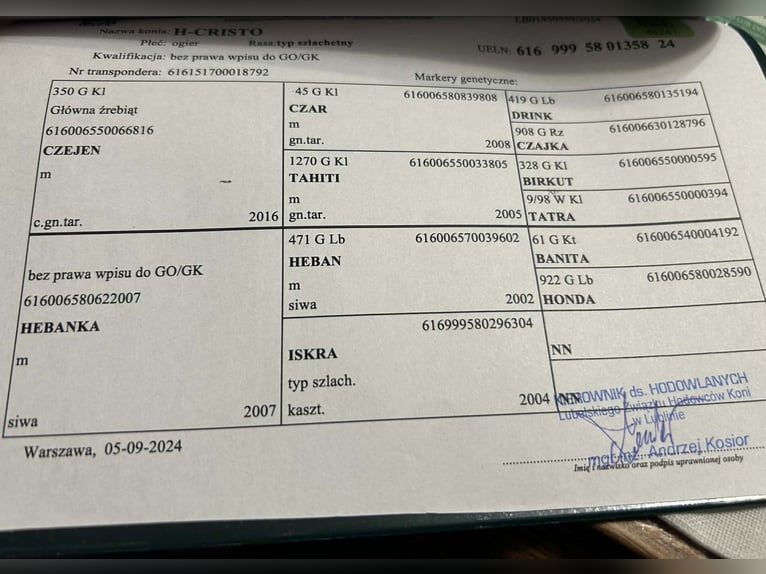 Nazwa konia: H-CRISTO
Płeć: ogier Rasa: typ szlachetny
Kwalifikacja: bez prawa wpisu do GO/GK
UELN: 616 999 58 01358 24
Nr transpondera: 616151700018792
Markery genetyczne:
350 G Kl
Główna źrebiąt
616006550066816
CZEJEN
m
c.gn.tar. 2016
45 G Kl 616006580839808
CZAR
m
gn.tar. 2008
419 G Lb 616006580135194
DRINK
908 G Rz 616006630128796
CZAJKA
1270 G Kl 616006550033805
TAHITI
m
gn.tar. 2005
328 G Kl 616006550000595
BIRKUT
9/98 W Kl 616006550000394
TATRA
bez prawa wpisu do GO/GK
616006580622007
HEBANKA
m
siwa 2007
471 G Lb 616006570039602
HEBAN
m
siwa 2002
61 G Kt 616006540004192
BANITA
922 G Lb 616006580028590
HONDA
616999580296304
ISKRA
typ szlach.
kaszt. 2004
NN
NN
KIEROWNIK ds. HODOWLANYCH
Lubelskiego Związku Hodowców Koni
w Lublinie
mgr inż. Andrzej Kosior
Imię i nazwisko oraz podpis uprawnionej osoby
Warszawa, 05-09-2024